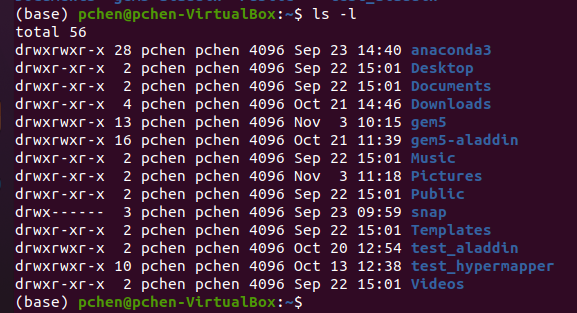 (base) pchen@pchen-VirtualBox:~$ ls -l
total 56
drwxrwxr-x 28 pchen pchen 4096 Sep 23 14:40 anaconda3
drwxr-xr-x  2 pchen pchen 4096 Sep 22 15:01 Desktop
drwxr-xr-x  2 pchen pchen 4096 Sep 22 15:01 Documents
drwxr-xr-x  4 pchen pchen 4096 Oct 21 14:46 Downloads
drwxrwxr-x 13 pchen pchen 4096 Nov  3 10:15 gem5
drwxrwxr-x 16 pchen pchen 4096 Oct 21 11:39 gem5-aladdin
drwxr-xr-x  2 pchen pchen 4096 Sep 22 15:01 Music
drwxr-xr-x  2 pchen pchen 4096 Nov  3 11:18 Pictures
drwxr-xr-x  2 pchen pchen 4096 Sep 22 15:01 Public
drwx------  3 pchen pchen 4096 Sep 23 09:59 snap
drwxr-xr-x  2 pchen pchen 4096 Sep 22 15:01 Templates
drwxrwxr-x  2 pchen pchen 4096 Oct 20 12:54 test_aladdin
drwxrwxr-x 10 pchen pchen 4096 Oct 13 12:38 test_hypermapper
drwxr-xr-x  2 pchen pchen 4096 Sep 22 15:01 Videos
(base) pchen@pchen-VirtualBox:~$